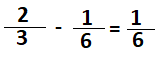 2/3 - 1/6 = 1/6